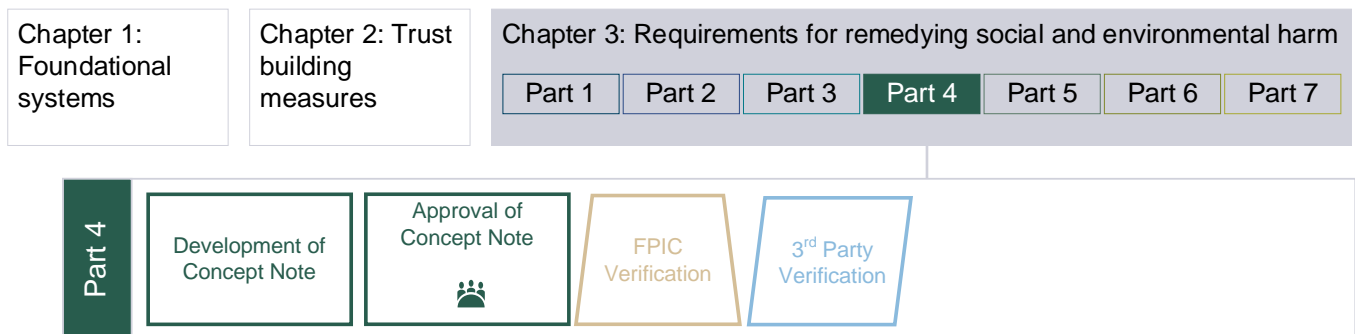 Chapter 1:
Foundational
systems
Chapter 2: Trust
building
measures
Chapter 3: Requirements for remedying social and environmental harm
Part 1
Part 2
Part 3
Part 4
Part 5
Part 6
Part 7
Part 4
Development of
Concept Note
Approval of
Concept Note
FPIC
Verification
3rd Party
Verification